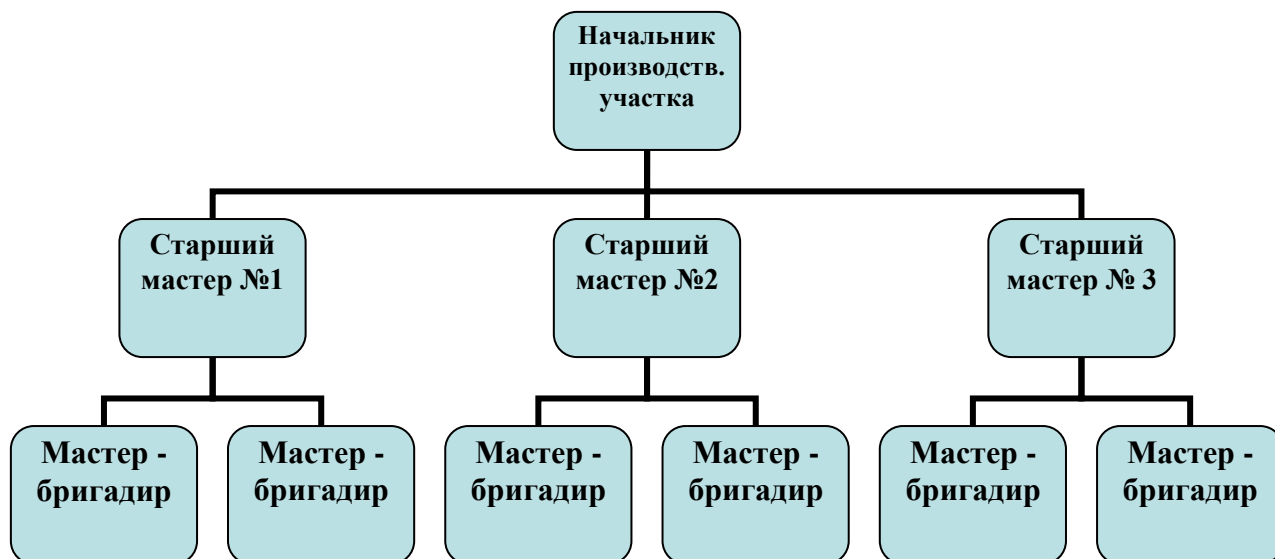 Начальник
производств.
участка
Старший
мастер №1
Старший
мастер №2
Старший
мастер № 3
Мастер -
бригадир
Мастер -
бригадир
Мастер -
бригадир
Мастер -
бригадир
Мастер -
бригадир
Мастер -
бригадир